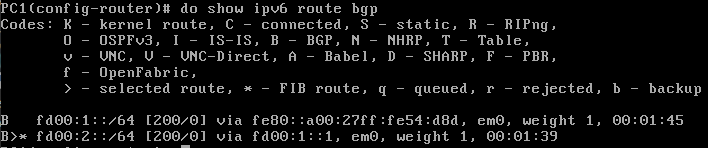 PC1(config-router)# do show ipv6 route bgp
Codes: K - kernel route, C - connected, S - static, R - RIPng,
       O - OSPFv3, I - IS-IS, B - BGP, N - NHRP, T - Table,
       v - VNC, V - VNC-Direct, A - Babel, D - SHARP, F - PBR,
       f - OpenFabric,
       > - selected route, * - FIB route, q - queued, r - rejected, b - backup
B   fd00:1::/64 [200/0] via fe80::a00:27ff:fe54:d8d, em0, weight 1, 00:01:45
B>* fd00:2::/64 [200/0] via fd00:1::1, em0, weight 1, 00:01:39